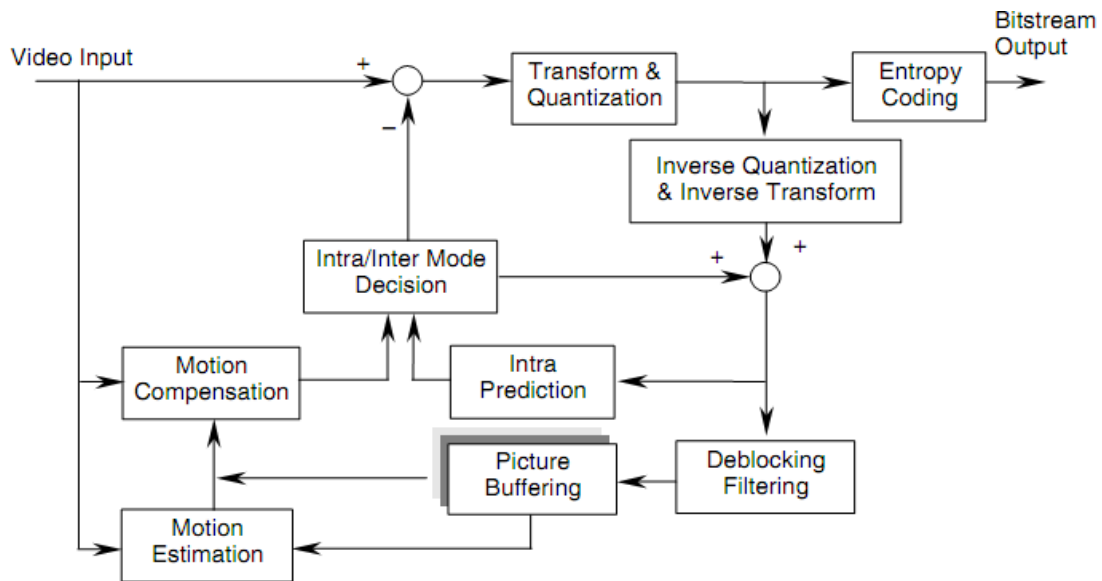 Bitstream
Output
Video Input
+
Transform &
Quantization
Entropy
Coding
−
Inverse Quantization
& Inverse Transform
+
+
Intra/Inter Mode
Decision
Motion
Compensation
Intra
Prediction
Picture
Buffering
Deblocking
Filtering
Motion
Estimation